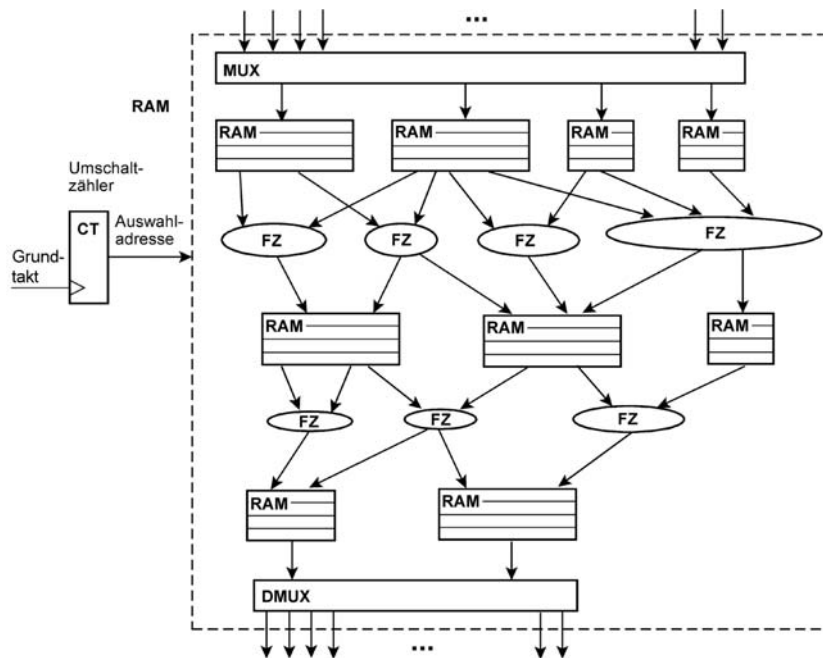 ...
MUX
RAM
RAM
RAM
RAM
RAM
Umschalt-
zähler
CT
Auswahl-
adresse
Grund-
takt
FZ
FZ
FZ
FZ
RAM
RAM
RAM
FZ
FZ
FZ
RAM
RAM
DMUX
...